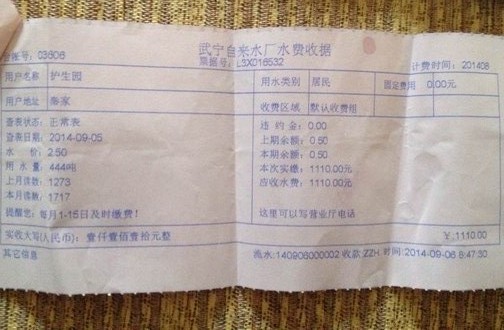 武宁自来水厂水费收据
台账号: 03606 票据号: LSX016532 计费时间: 201408
用户名称 护生园 用水类别 居民 固定费用 0.00元
用户地址 秦家 收费区域 默认收费组
查表状态: 正常表 违 约 金: 0.00
查表日期: 2014-09-05 上期余额: 0.50
水 价: 2.50 本期余额: 0.50
用 水 量: 444吨 本次实缴: 1110.00元
上月读数: 1273 应收水费: 1110.00元
本月读数: 1717
提醒您: 每月1-15日及时缴费! 这里可以写营业厅电话
实收大写(人民币): 壹仟壹佰壹拾元整 ¥:1110.00
其它信息 流水:140906000002 收款:ZZH 时间:2014-09-06 8:47:50